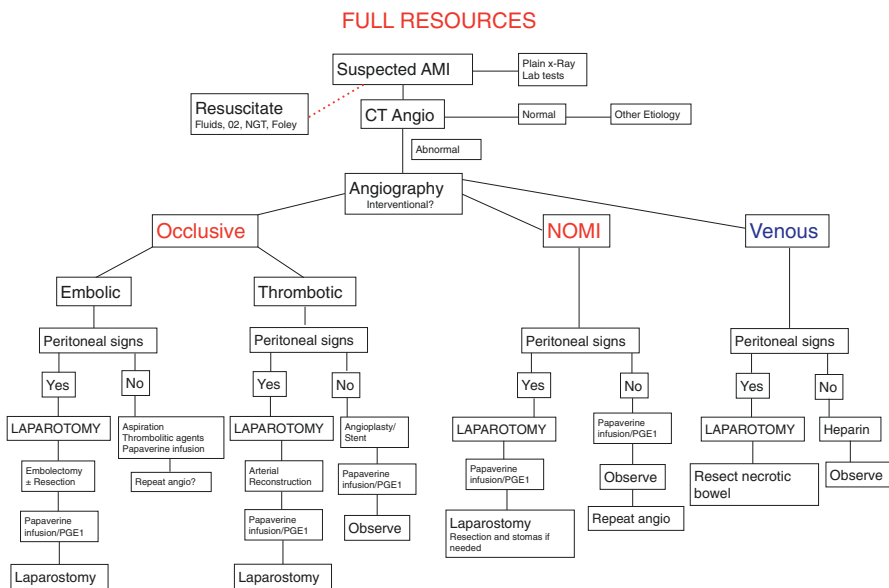 FULL RESOURCES
Suspected AMI
Plain x-Ray
Lab tests
Resuscitate
Fluids, 02, NGT, Foley
CT Angio
Normal
Other Etiology
Abnormal
Angiography
Interventional?
Occlusive
NOMI
Venous
Embolic
Thrombotic
Peritoneal signs
Peritoneal signs
Peritoneal signs
Peritoneal signs
Yes
No
Yes
No
Yes
No
Yes
No
LAPAROTOMY
Aspiration
Thrombolitic agents
Papaverine infusion
LAPAROTOMY
Angioplasty/
Stent
LAPAROTOMY
Papaverine
infusion/PGE1
LAPAROTOMY
Heparin
Embolectomy
± Resection
Repeat angio?
Arterial
Reconstruction
Papaverine
infusion/PGE1
Papaverine
infusion/PGE1
Observe
Resect necrotic
bowel
Observe
Papaverine
infusion/PGE1
Papaverine
infusion/PGE1
Observe
Laparostomy
Resection and stomas if
needed
Repeat angio
Laparostomy
Laparostomy